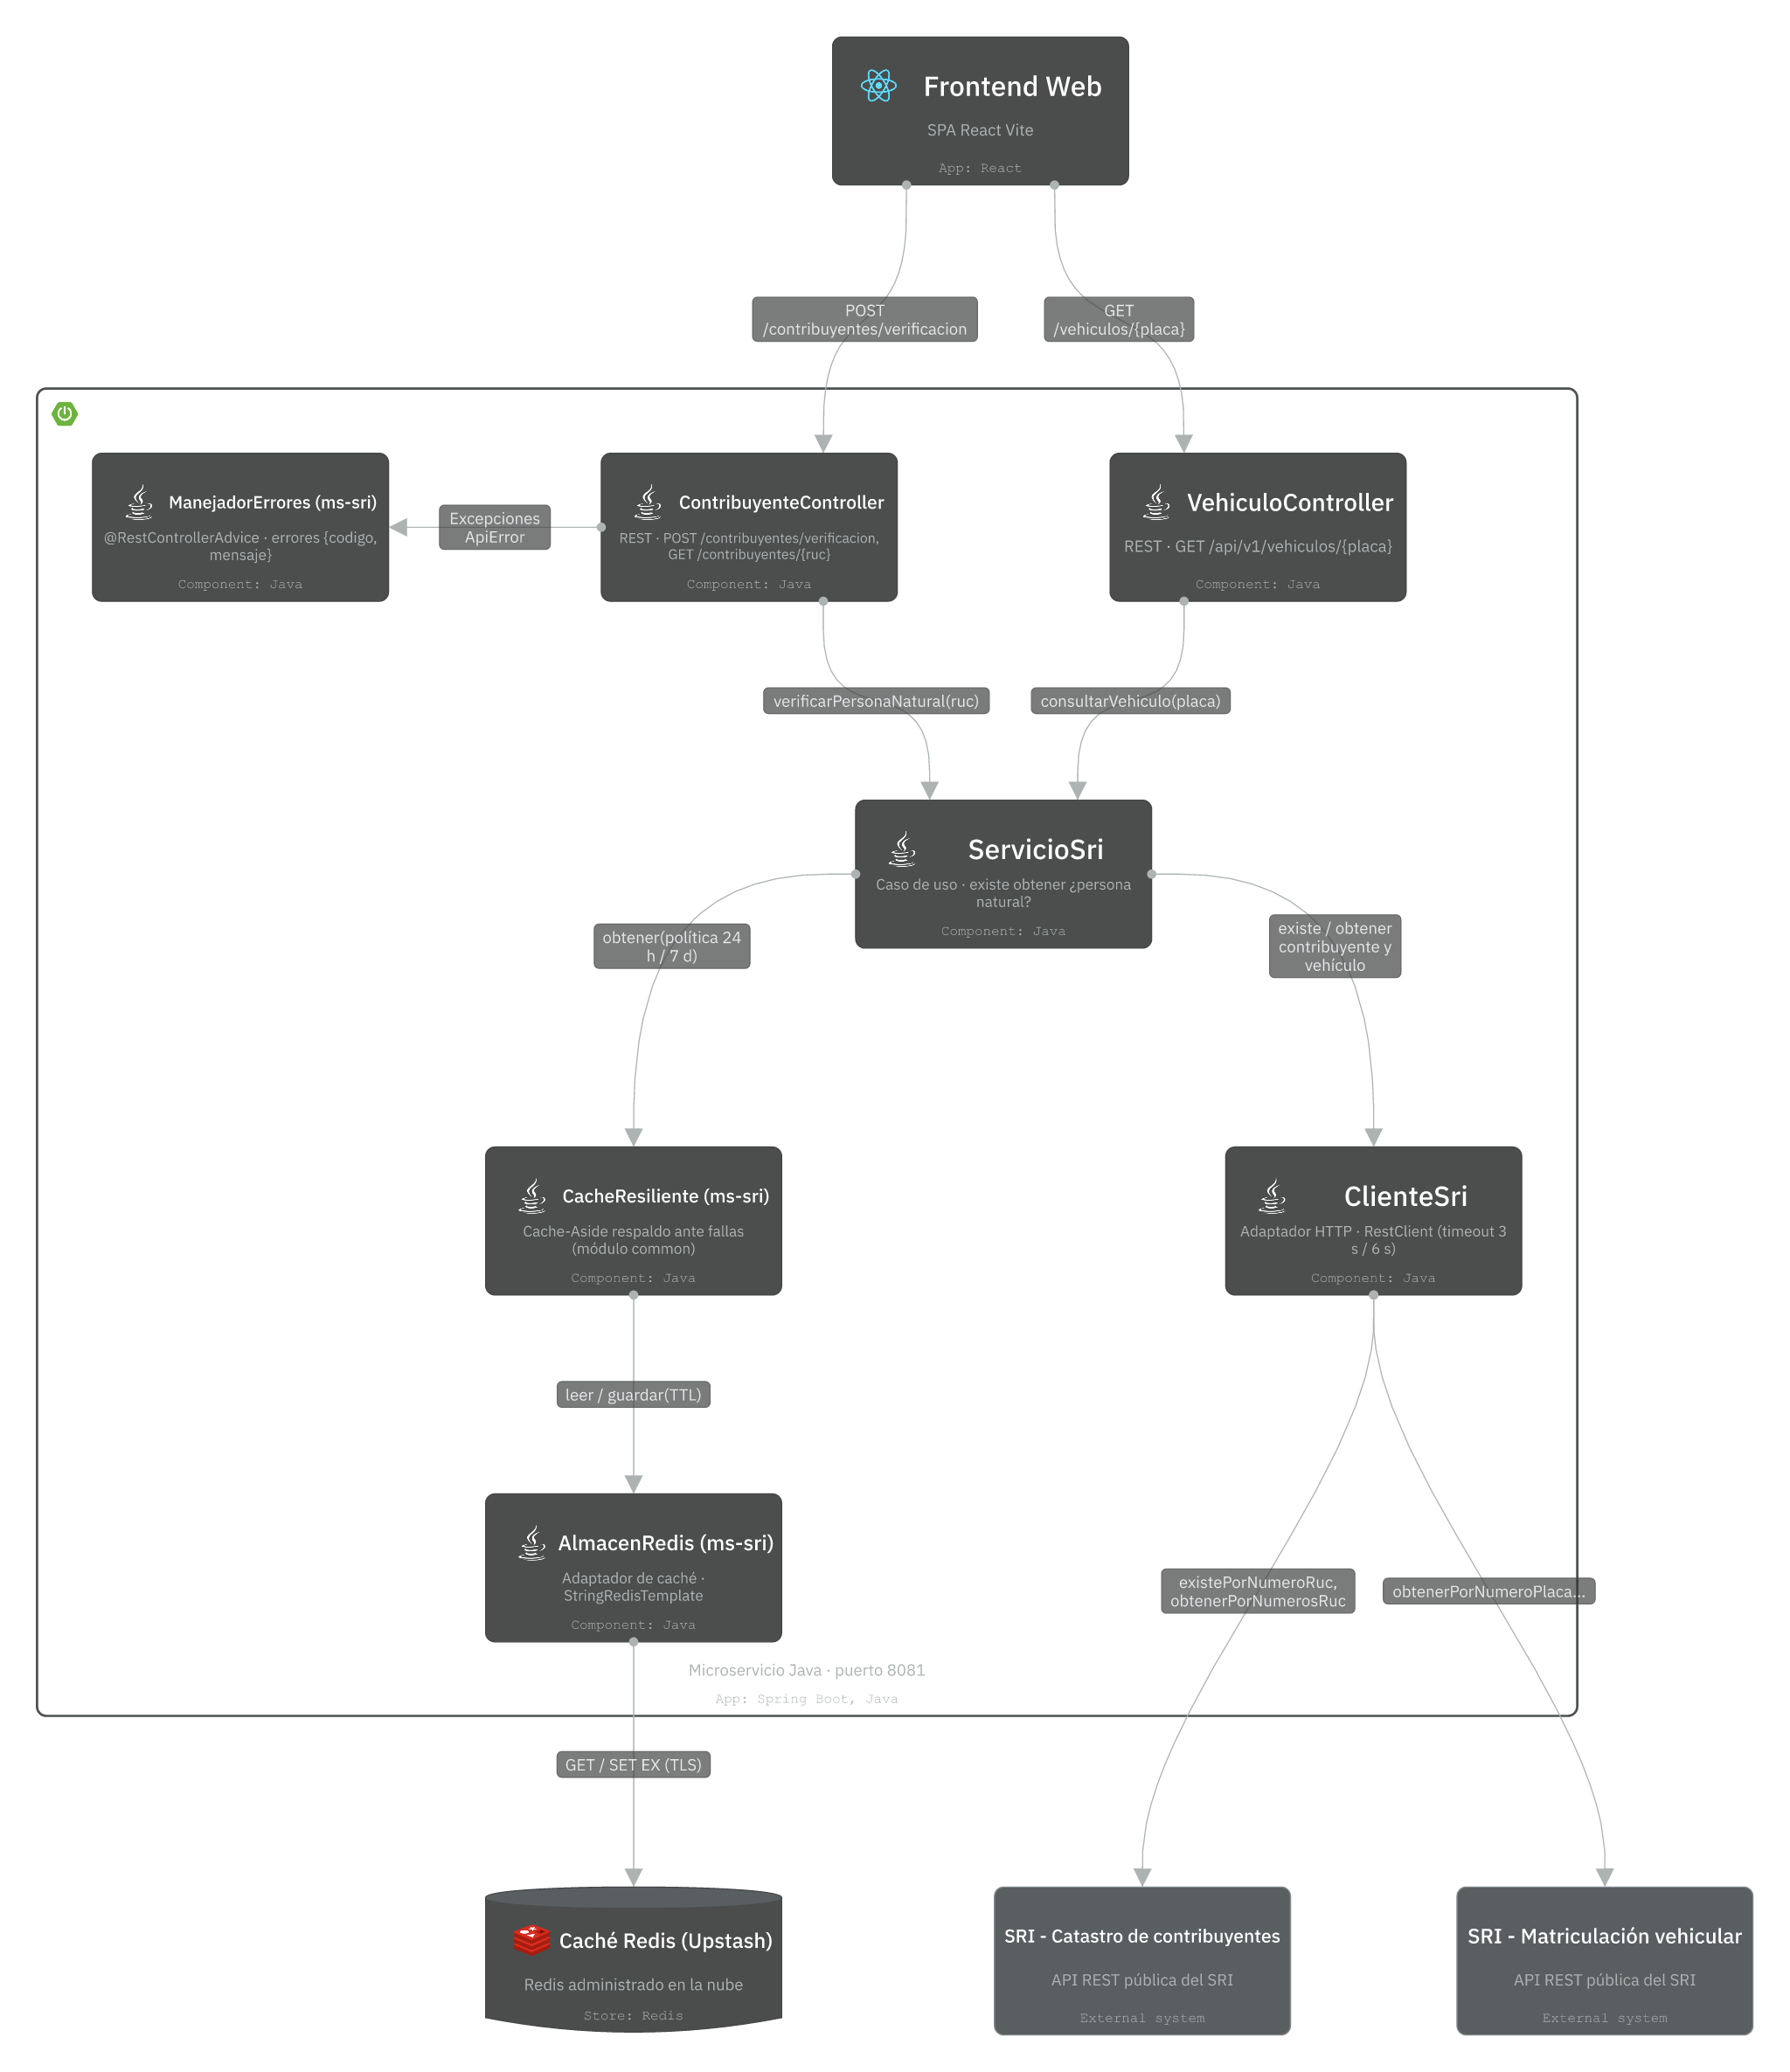 Frontend Web
SPA React Vite
App: React
POST
/contribuyentes/verificacion
GET
/vehiculos/{placa}
ManejadorErrores (ms-sri)
@RestControllerAdvice · errores {codigo,
mensaje}
Component: Java
Excepciones
ApiError
ContribuyenteController
REST · POST /contribuyentes/verificacion,
GET /contribuyentes/{ruc}
Component: Java
VehiculoController
REST · GET /api/v1/vehiculos/{placa}
Component: Java
verificarPersonaNatural(ruc)
consultarVehiculo(placa)
ServicioSri
Caso de uso · existe obtener ¿persona
natural?
Component: Java
obtener(política 24
h / 7 d)
existe / obtener
contribuyente y
vehículo
CacheResiliente (ms-sri)
Cache-Aside respaldo ante fallas
(módulo common)
Component: Java
ClienteSri
Adaptador HTTP · RestClient (timeout 3
s / 6 s)
Component: Java
leer / guardar(TTL)
AlmacenRedis (ms-sri)
Adaptador de caché ·
StringRedisTemplate
Component: Java
existePorNumeroRuc,
obtenerPorNumerosRuc
obtenerPorNumeroPlaca...
Microservicio Java · puerto 8081
App: Spring Boot, Java
GET / SET EX (TLS)
Caché Redis (Upstash)
Redis administrado en la nube
Store: Redis
SRI - Catastro de contribuyentes
API REST pública del SRI
External system
SRI - Matriculación vehicular
API REST pública del SRI
External system